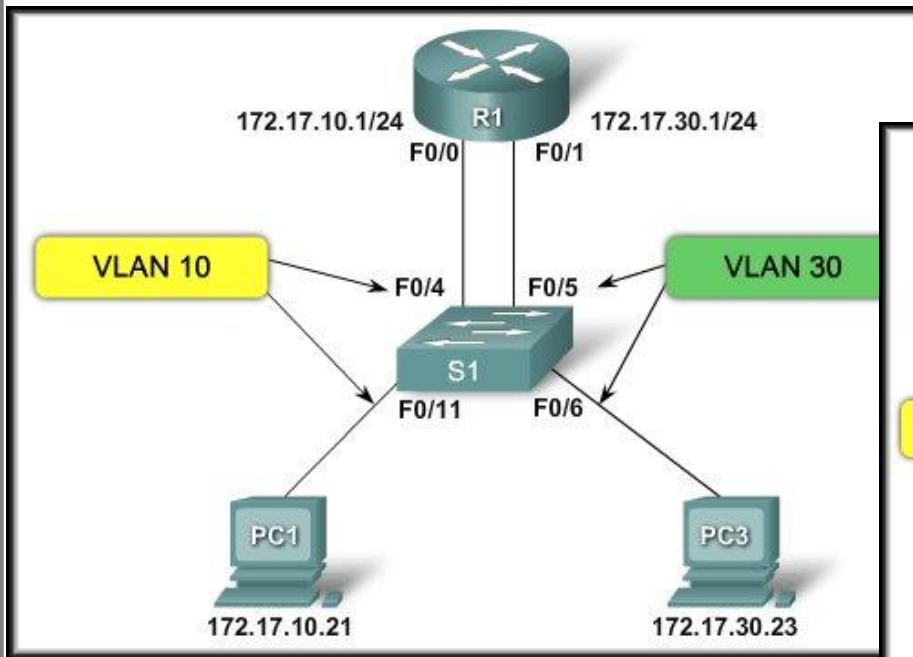 R1
172.17.10.1/24
172.17.30.1/24
F0/0
F0/1
VLAN 10
VLAN 30
F0/4
F0/5
S1
F0/11
F0/6
PC1
PC3
172.17.10.21
172.17.30.23